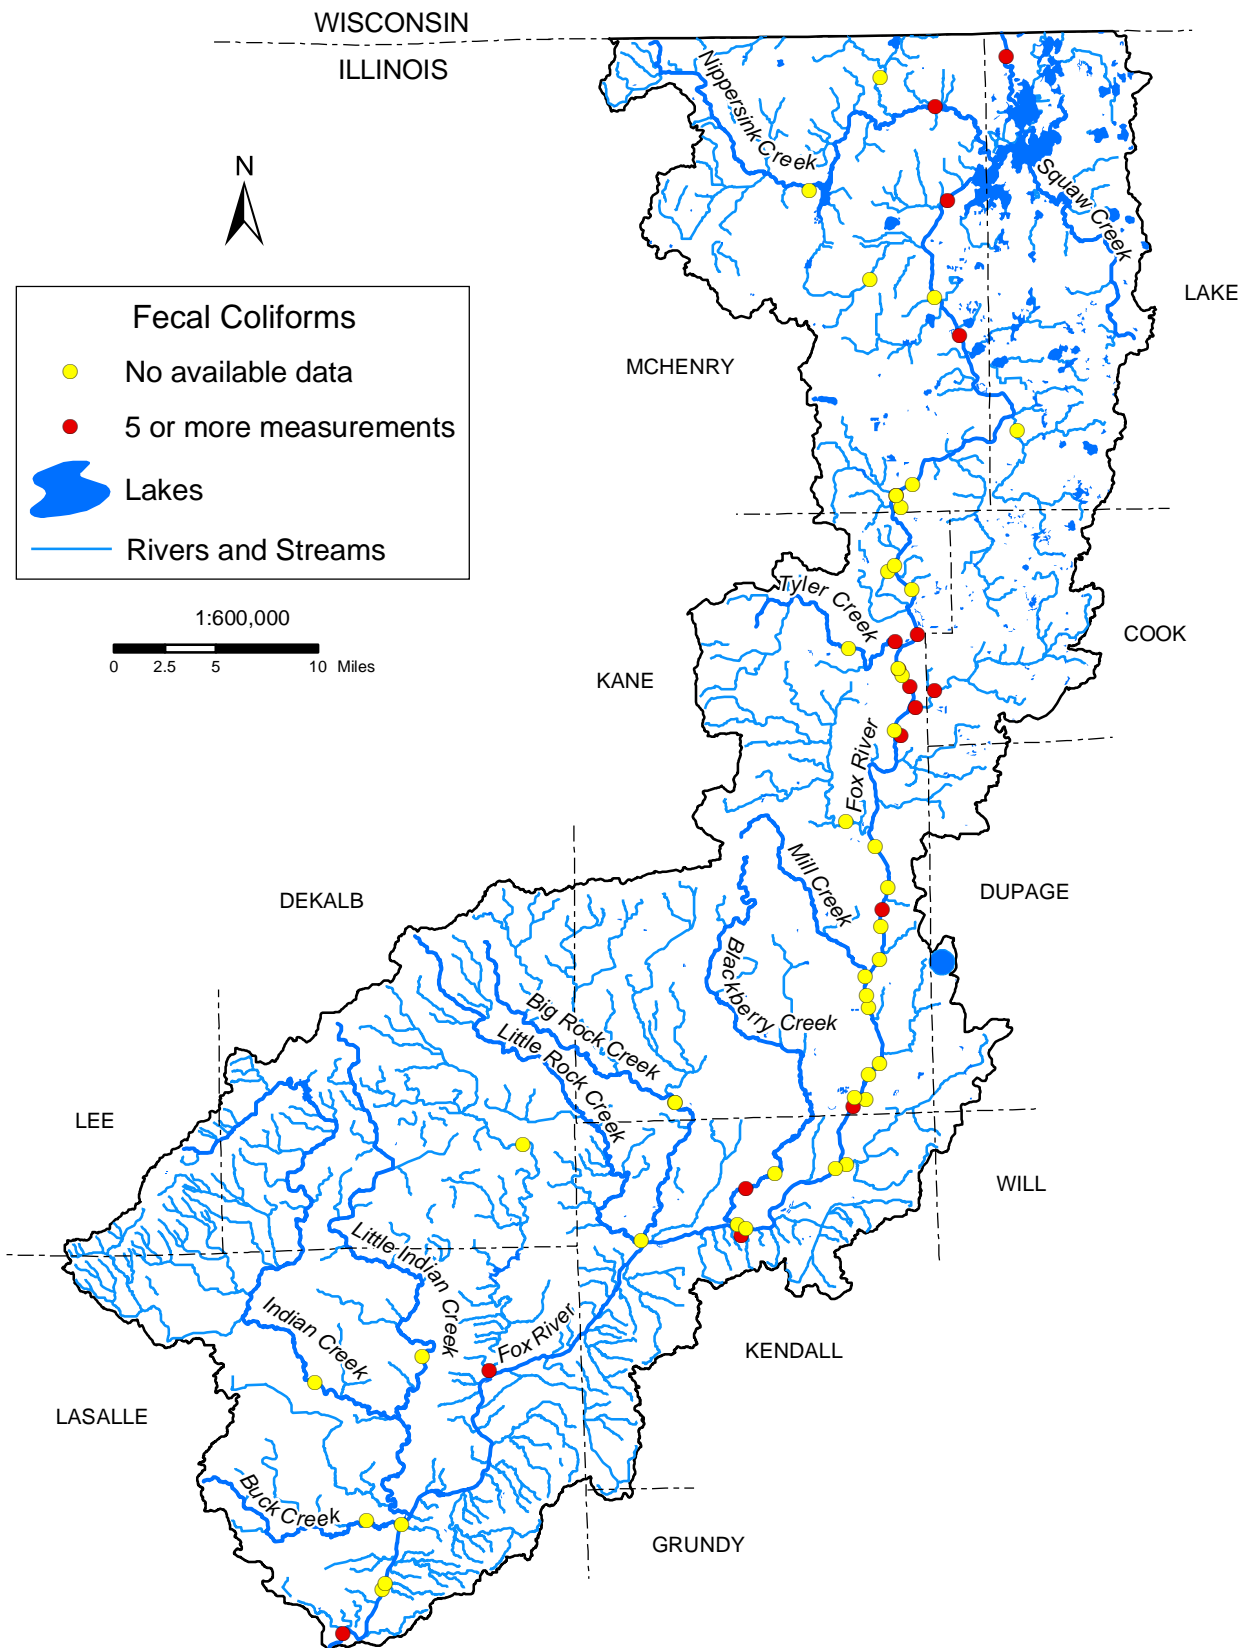 WISCONSIN
ILLINOIS
Nippersink Creek
Squaw Creek
N
LAKE
MCHENRY
Fecal Coliforms
No available data
5 or more measurements
Lakes
Rivers and Streams
1:600,000
0 2.5 5 10 Miles
Tyler Creek
COOK
KANE
Fox River
Mill Creek
DUPAGE
DEKALB
Blackberry Creek
Big Rock Creek
Little Rock Creek
LEE
WILL
Little Indian Creek
Indian Creek
Fox River
KENDALL
LASALLE
Buck Creek
GRUNDY